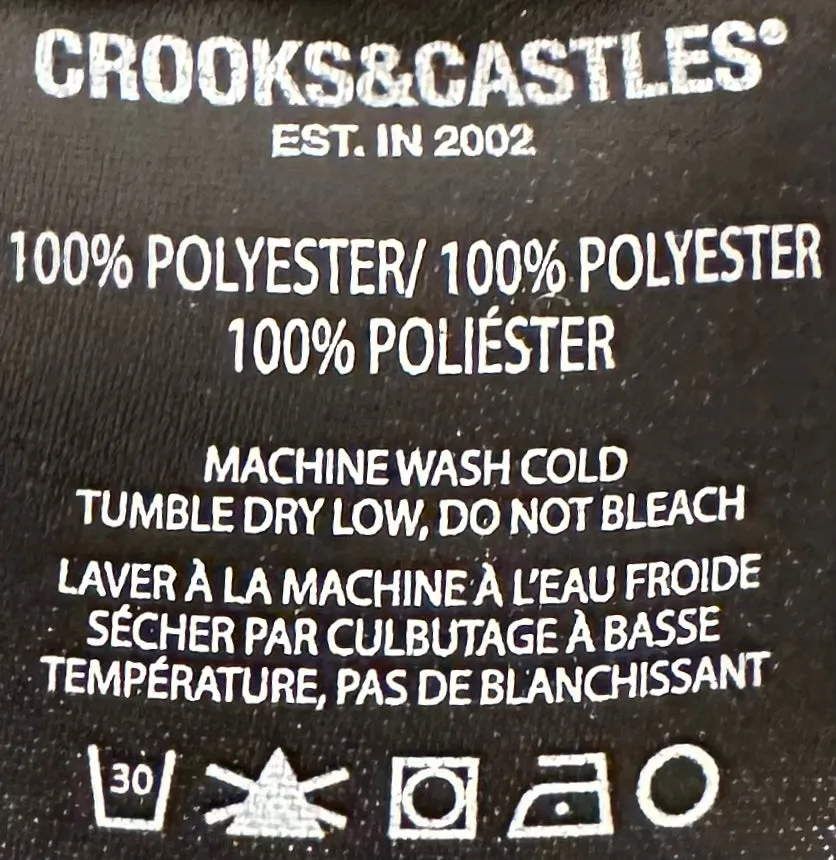 CROOKS&CASTLES®
EST. IN 2002
100% POLYESTER/ 100% POLYESTER
100% POLIÉSTER
MACHINE WASH COLD
TUMBLE DRY LOW, DO NOT BLEACH
LAVER À LA MACHINE À L'EAU FROIDE
SÉCHER PAR CULBUTAGE À BASSE
TEMPÉRATURE, PAS DE BLANCHISSANT
30